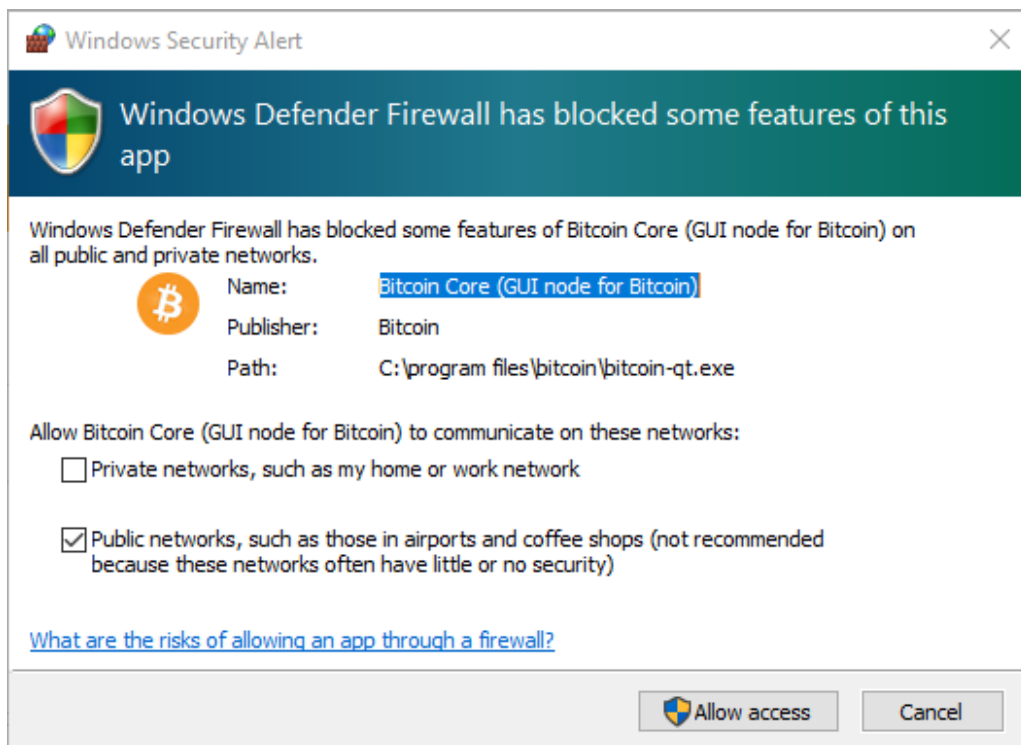 Windows Security Alert
Windows Defender Firewall has blocked some features of this
app
Windows Defender Firewall has blocked some features of Bitcoin Core (GUI node for Bitcoin) on
all public and private networks.
Name: Bitcoin Core (GUI node for Bitcoin)
Publisher: Bitcoin
Path: C:\program files\bitcoin\bitcoin-qt.exe
Allow Bitcoin Core (GUI node for Bitcoin) to communicate on these networks:
Private networks, such as my home or work network
Public networks, such as those in airports and coffee shops (not recommended
because these networks often have little or no security)
What are the risks of allowing an app through a firewall?
Allow access Cancel